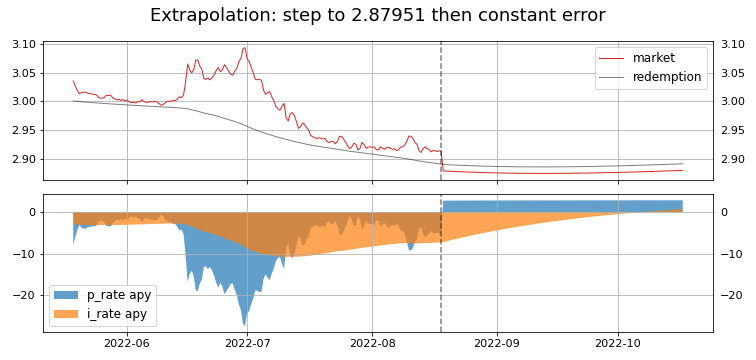 Extrapolation: step to 2.87951 then constant error
3.10 3.10
3.05 3.05
3.00 3.00
2.95 2.95
2.90 2.90
market
redemption
0 0
−10 −10
−20 −20
p_rate apy
i_rate apy
2022-06 2022-07 2022-08 2022-09 2022-10